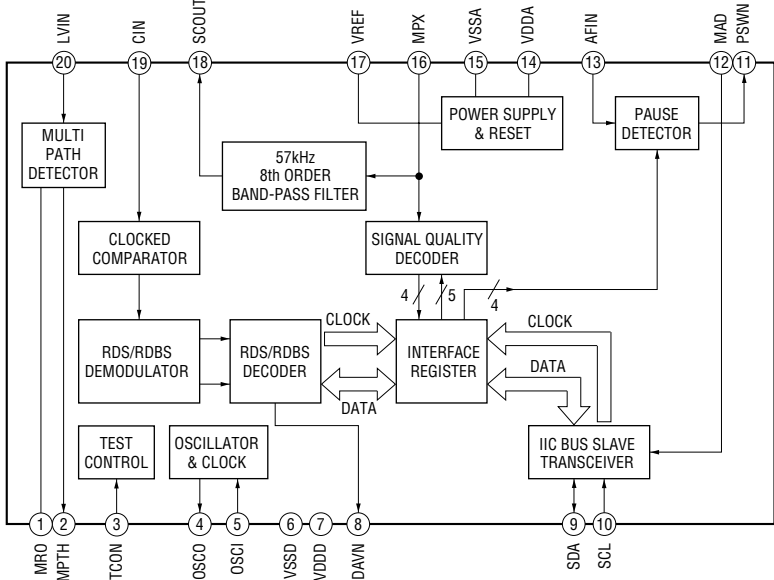 LVIN
CIN
SCOUT
VREF
MPX
VSSA
VDDA
AFIN
MAD
PSWN
20
19
18
17
16
15
14
13
12
11
MULTI
PATH
DETECTOR
57kHz
8th ORDER
BAND-PASS FILTER
POWER SUPPLY
& RESET
PAUSE
DETECTOR
CLOCKED
COMPARATOR
SIGNAL QUALITY
DECODER
4
5
4
RDS/RDBS
DEMODULATOR
RDS/RDBS
DECODER
CLOCK
DATA
INTERFACE
REGISTER
CLOCK
DATA
TEST
CONTROL
OSCILLATOR
& CLOCK
IIC BUS SLAVE
TRANSCEIVER
1
2
3
4
5
6
7
8
9
10
MRO
MPTH
TCON
OSCO
OSCI
VSSD
VDDD
DAVN
SDA
SCL